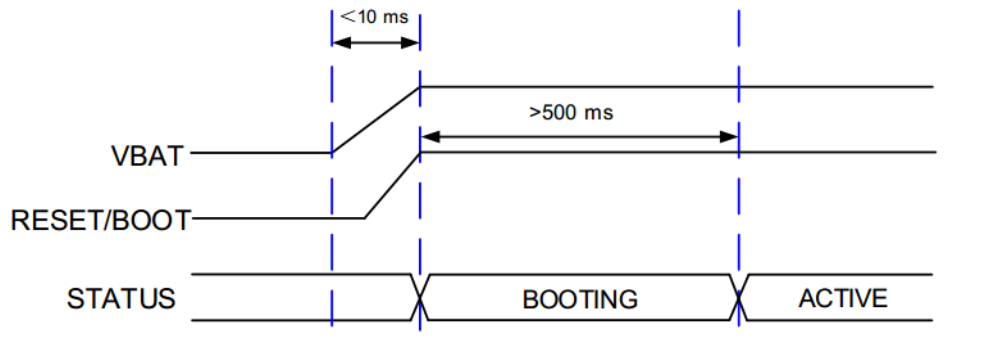 <10 ms
>500 ms
VBAT
RESET/BOOT
STATUS
BOOTING
ACTIVE